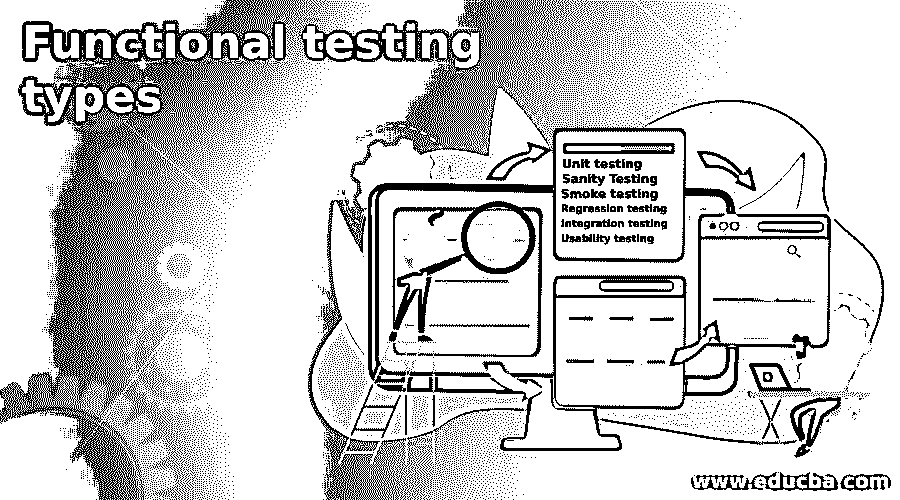 Functional testing
types
Unit testing
Sanity Testing
Smoke testing
Regression testing
Integration testing
Usability testing
www.educba.com